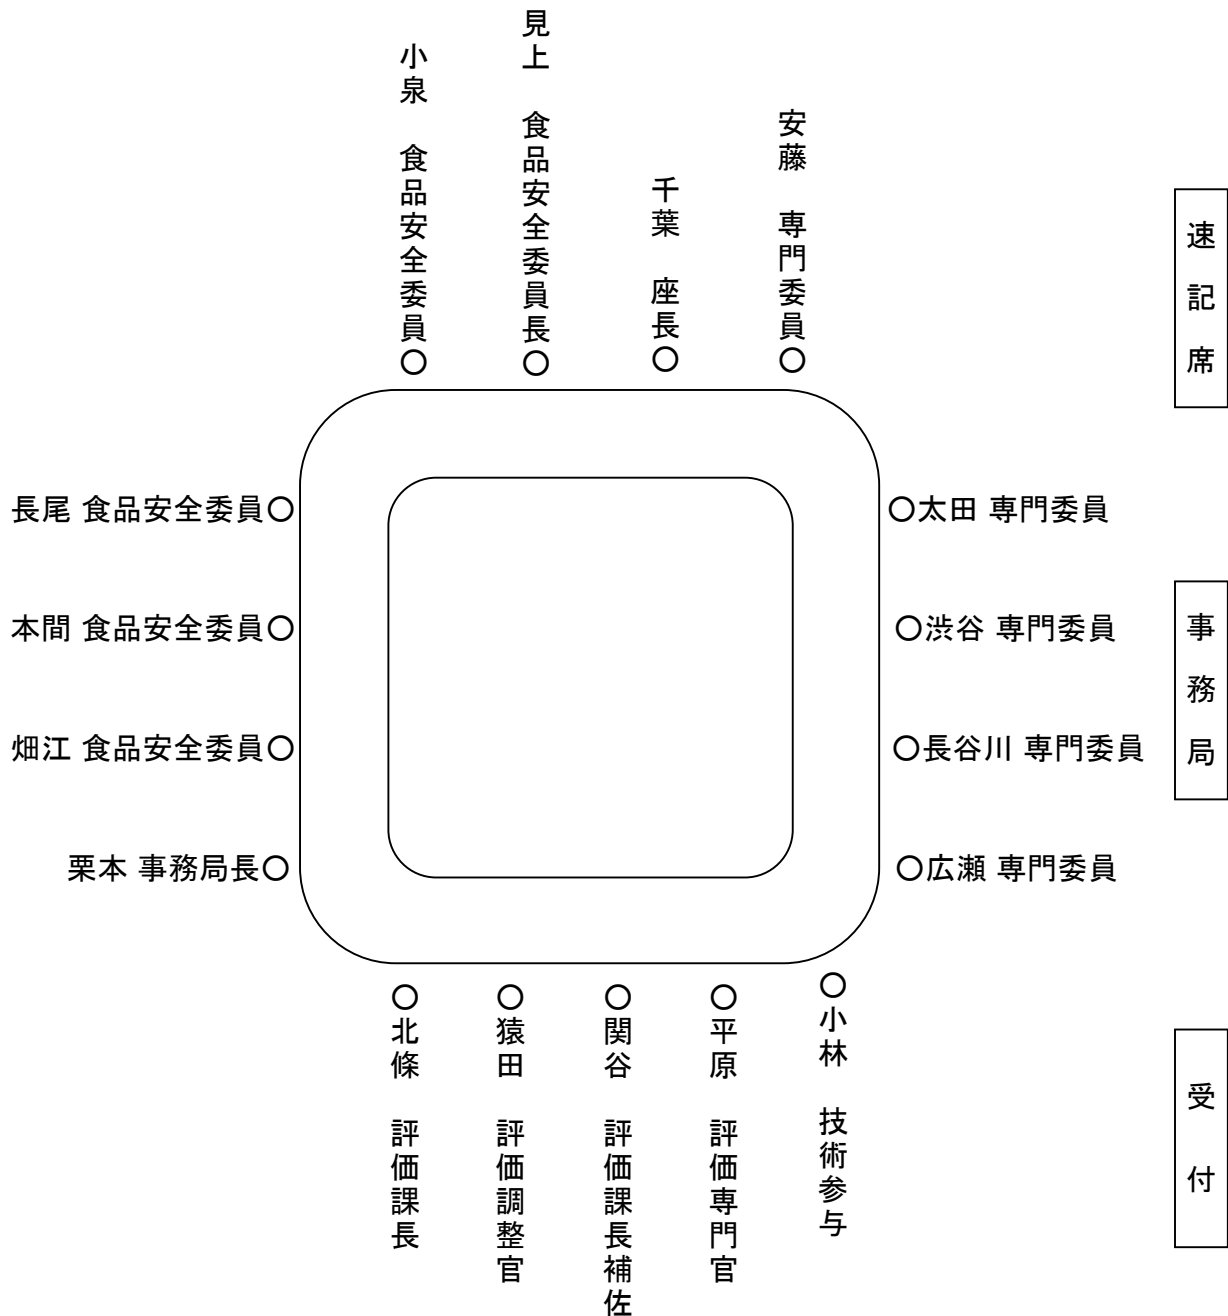 小泉 食品安全委員○
見上 食品安全委員長○
千葉 座長○
安藤 専門委員○
速記席
長尾 食品安全委員○
○太田 専門委員
本間 食品安全委員○
○渋谷 専門委員
事務局
畑江 食品安全委員○
○長谷川 専門委員
栗本 事務局長○
○広瀬 専門委員
○北條 評価課長
○猿田 評価調整官
○関谷 評価課長補佐
○平原 評価専門官
○小林 技術参与
受付